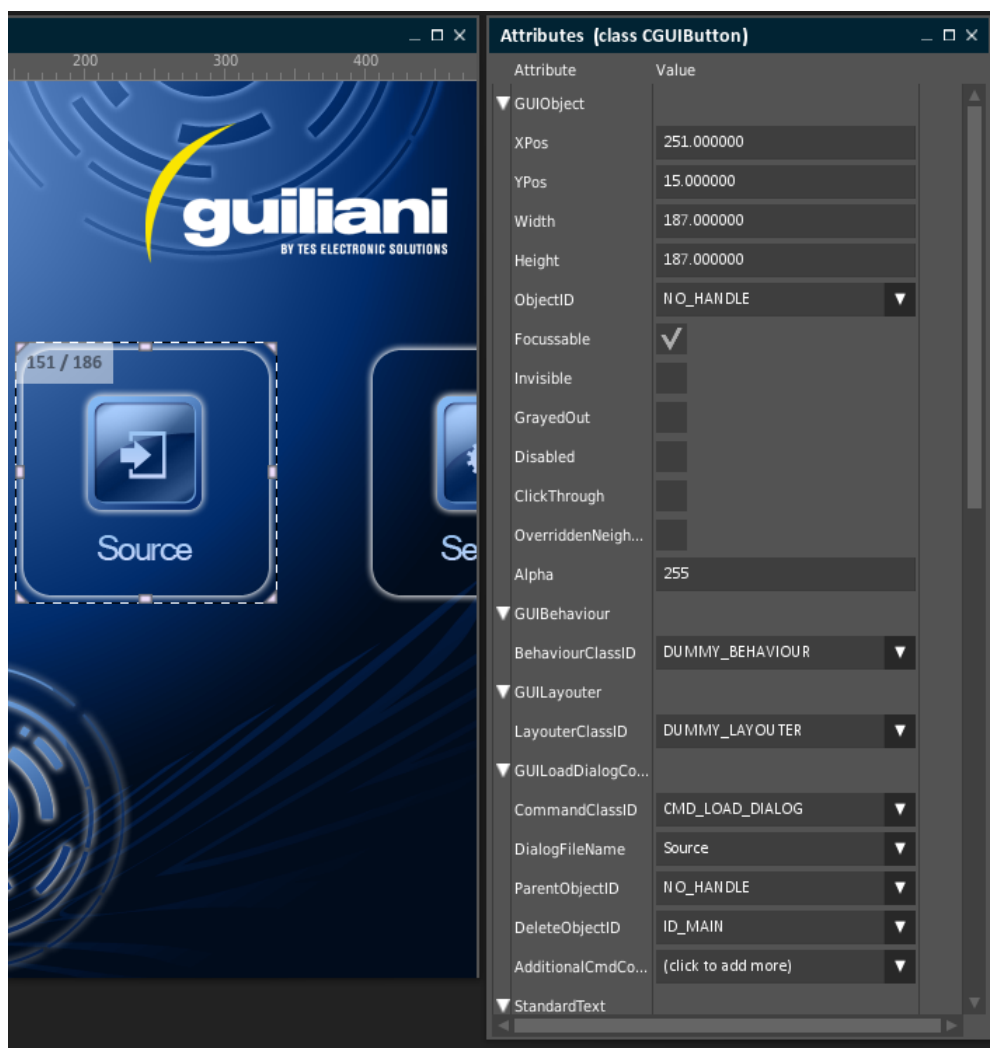 200 300 400
guiliani
BY TES ELECTRONIC SOLUTIONS
151 / 186
Source
Se
Attributes (class CGUIButton)
Attribute Value
GUIObject
XPos 251.000000
YPos 15.000000
Width 187.000000
Height 187.000000
ObjectID NO_HANDLE
Focussable
Invisible
GrayedOut
Disabled
ClickThrough
OverriddenNeigh...
Alpha 255
GUIBehaviour
BehaviourClassID DUMMY_BEHAVIOUR
GUILayouter
LayouterClassID DUMMY_LAYOUTER
GUILoadDialogCo...
CommandClassID CMD_LOAD_DIALOG
DialogFileName Source
ParentObjectID NO_HANDLE
DeleteObjectID ID_MAIN
AdditionalCmdCo... (click to add more)
StandardText